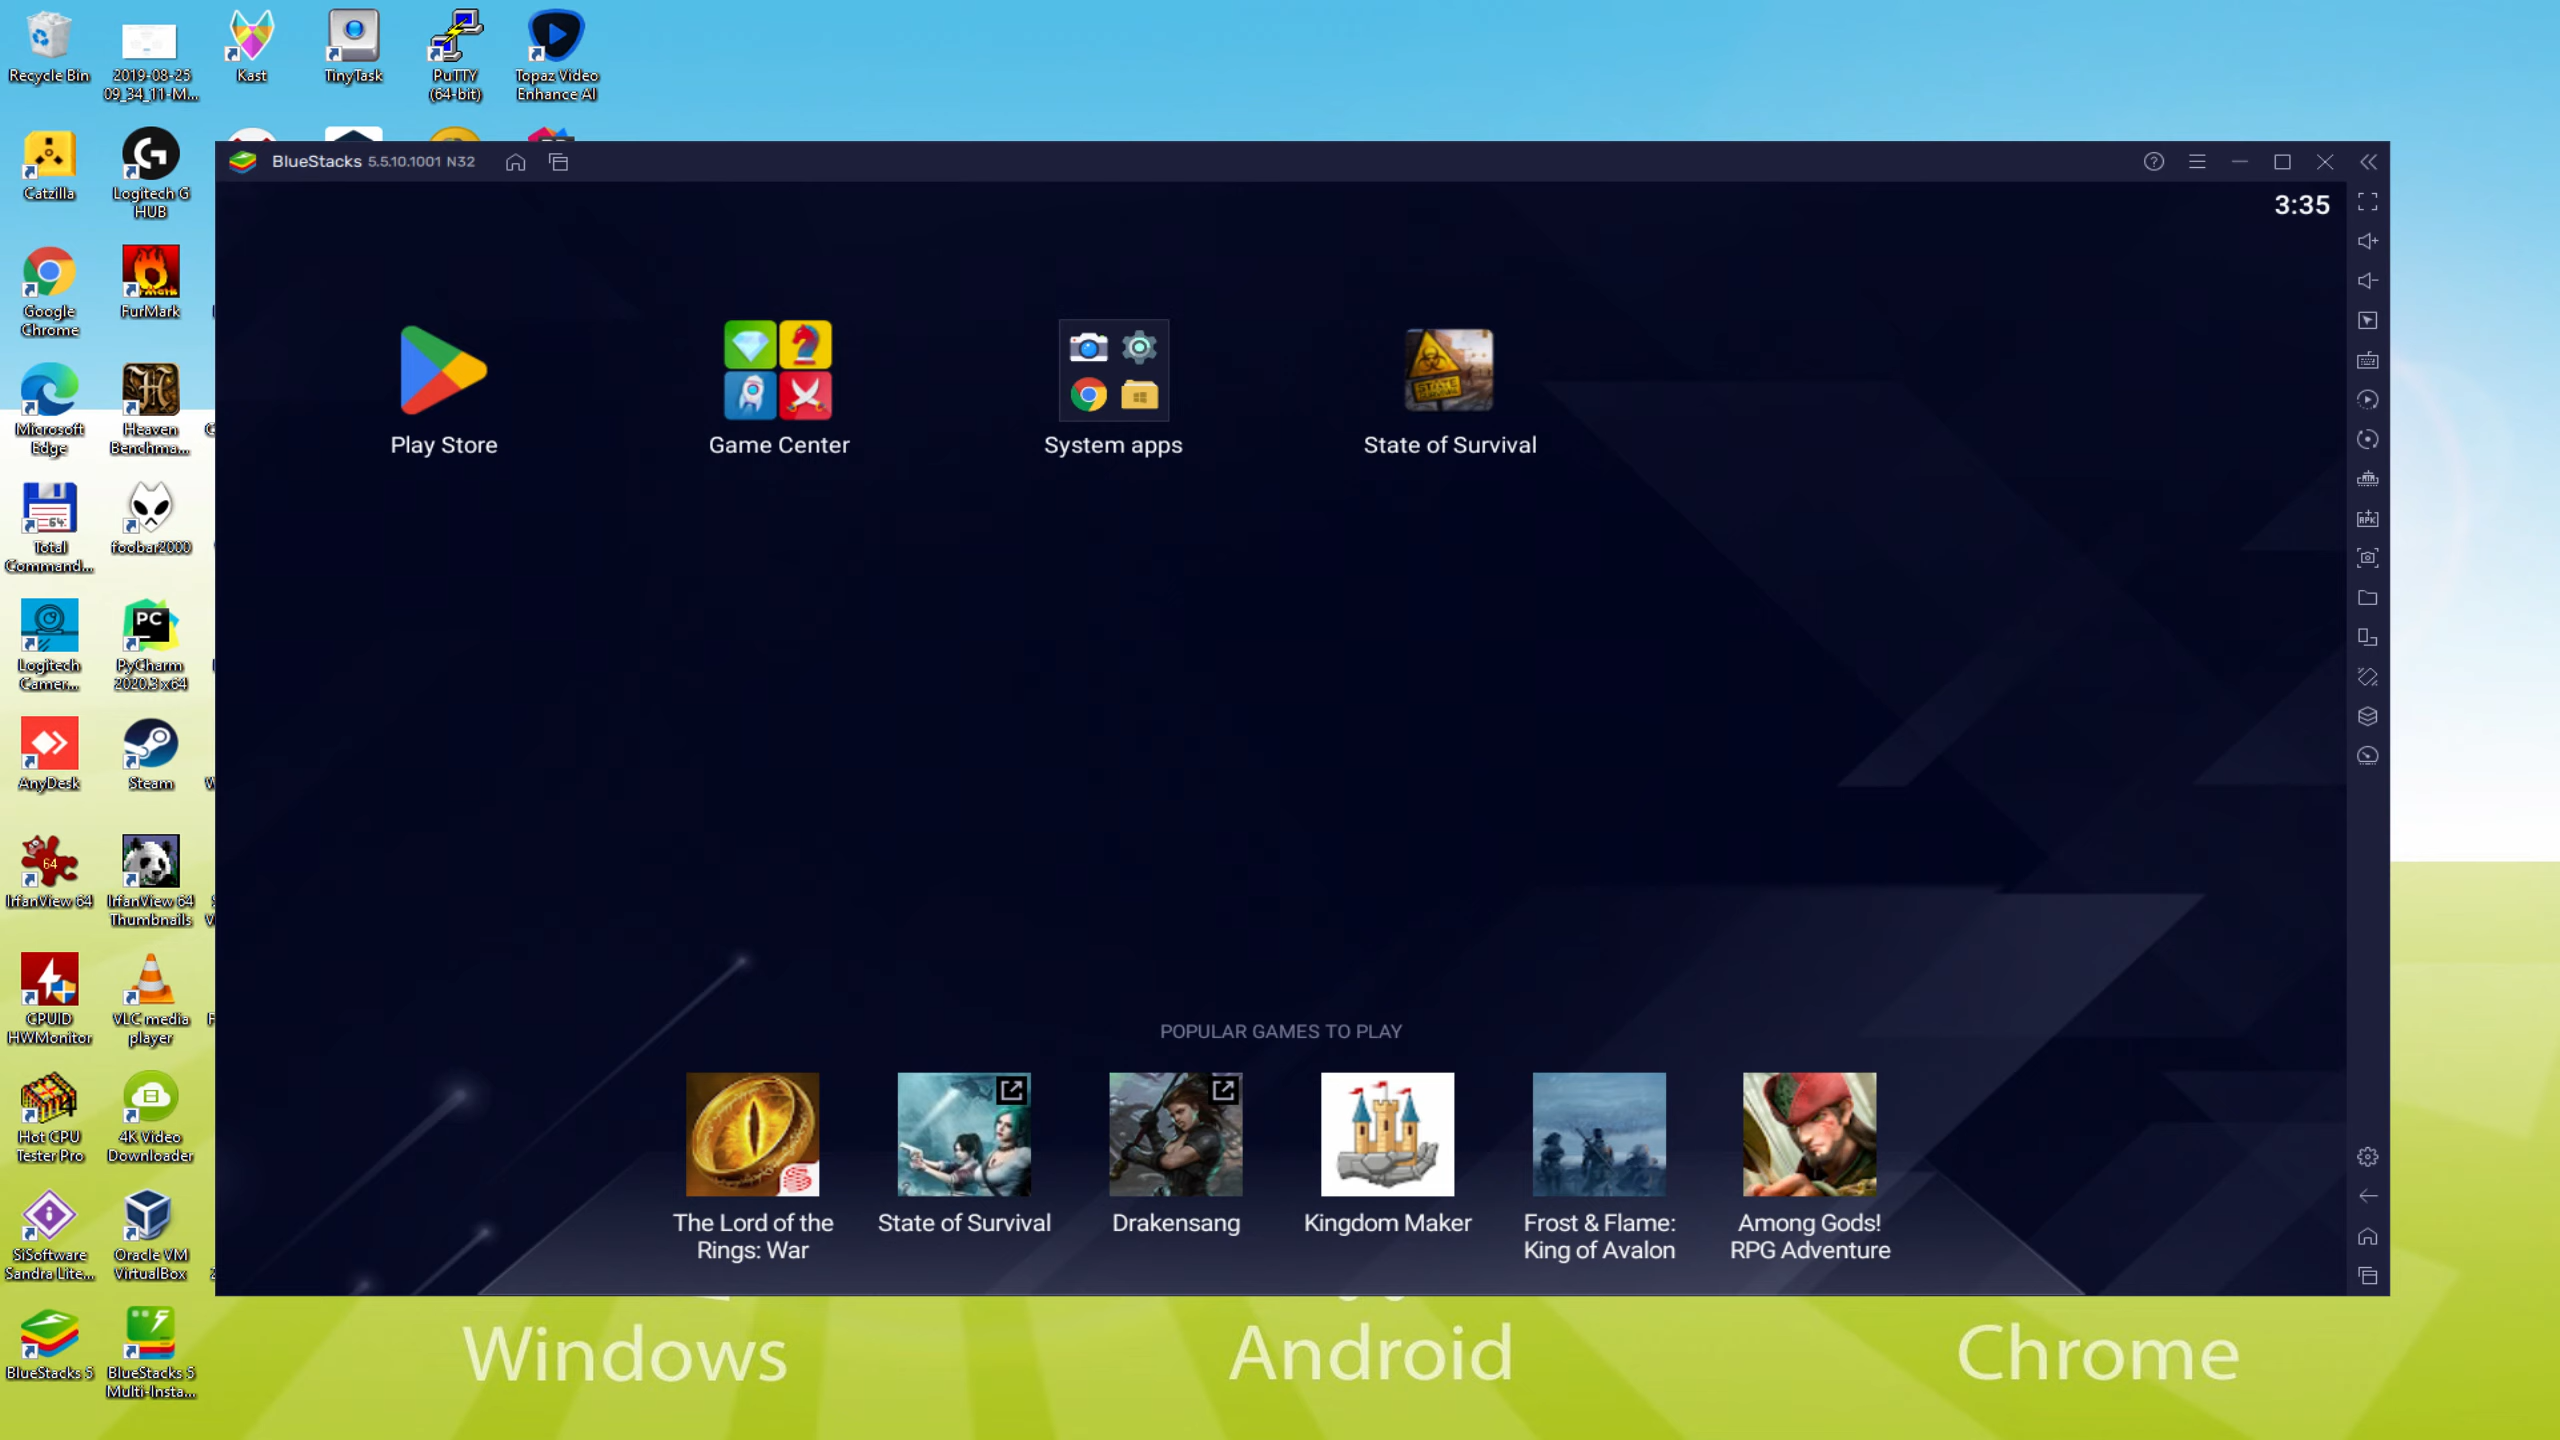 Recycle Bin
2019-08-25
09_34_11-M...
Kast
TinyTask
PuTTY
(64-bit)
Topaz Video
Enhance AI
Catzilla
Logitech G
HUB
Google
Chrome
FurMark
Microsoft
Edge
Heaven
Benchma...
Total
Command...
foobar2000
Logitech
Camer...
PyCharm
2020.3 x64
AnyDesk
Steam
IrfanView 64
IrfanView 64
Thumbnails
CPUID
HWMonitor
VLC media
player
Hot CPU
Tester Pro
4K Video
Downloader
SiSoftware
Sandra Lite...
Oracle VM
VirtualBox
BlueStacks 5
BlueStacks 5
Multi-Insta...
BlueStacks 5.5.10.1001 N32
3:35
Play Store
Game Center
System apps
State of Survival
POPULAR GAMES TO PLAY
The Lord of the
Rings: War
State of Survival
Drakensang
Kingdom Maker
Frost & Flame:
King of Avalon
Among Gods!
RPG Adventure
Windows
Android
Chrome